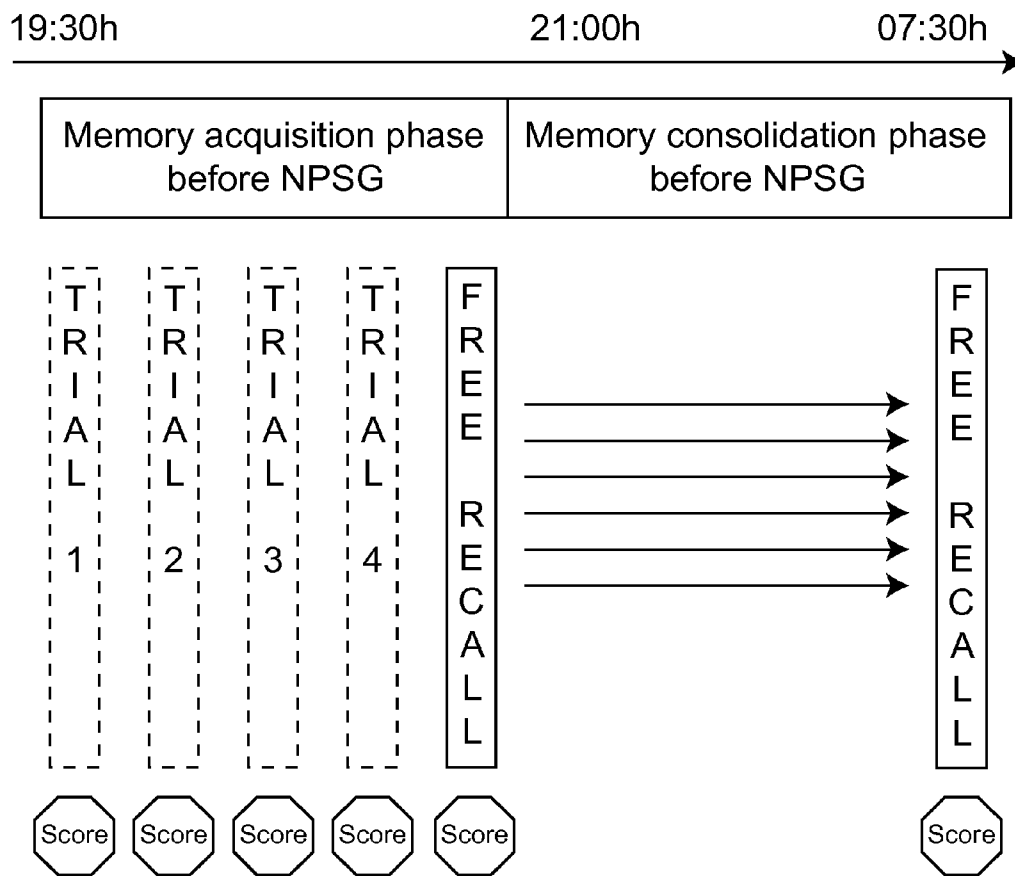 19:30h 21:00h 07:30h
Memory acquisition phase
before NPSG
Memory consolidation phase
before NPSG
TRIAL 1
TRIAL 2
TRIAL 3
TRIAL 4
FREE RECALL
FREE RECALL
Score Score Score Score Score Score